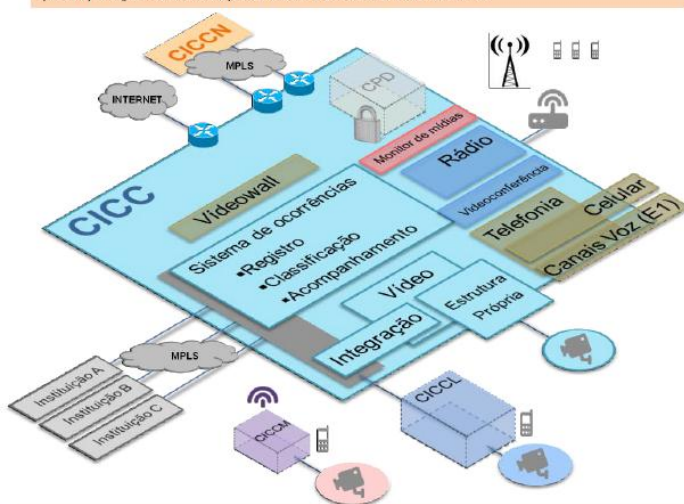 CICCN
MPLS
INTERNET
CPD
CICC
Monitor de mídias
Rádio
Videoconferência
Videowall
Telefonia
Celular
Canais Voz (E1)
Sistema de ocorrências
▪Registro
▪Classificação
▪Acompanhamento
Vídeo
Integração
Estrutura
Própria
MPLS
Instituição A
Instituição B
Instituição C
CICCM
CICCL